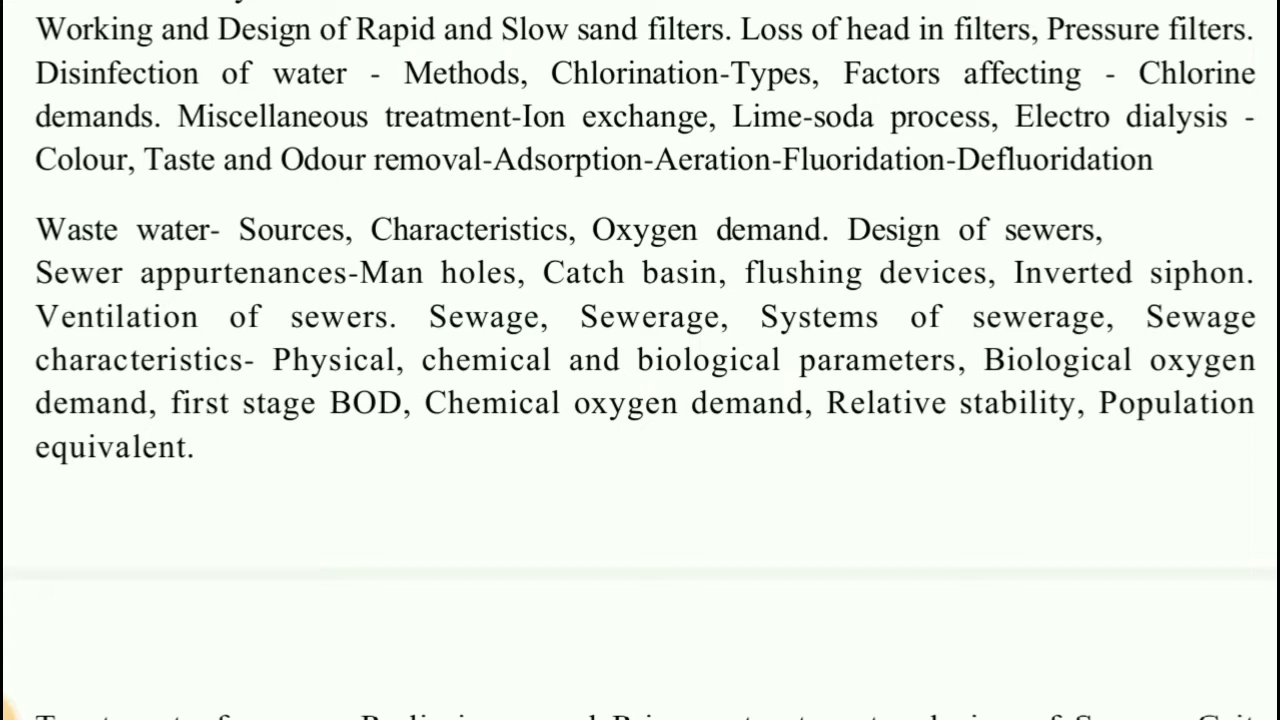 Working and Design of Rapid and Slow sand filters. Loss of head in filters, Pressure filters.
Disinfection of water - Methods, Chlorination-Types, Factors affecting - Chlorine
demands. Miscellaneous treatment-Ion exchange, Lime-soda process, Electro dialysis -
Colour, Taste and Odour removal-Adsorption-Aeration-Fluoridation-Defluoridation
Waste water- Sources, Characteristics, Oxygen demand. Design of sewers,
Sewer appurtenances-Man holes, Catch basin, flushing devices, Inverted siphon.
Ventilation of sewers. Sewage, Sewerage, Systems of sewerage, Sewage
characteristics- Physical, chemical and biological parameters, Biological oxygen
demand, first stage BOD, Chemical oxygen demand, Relative stability, Population
equivalent.